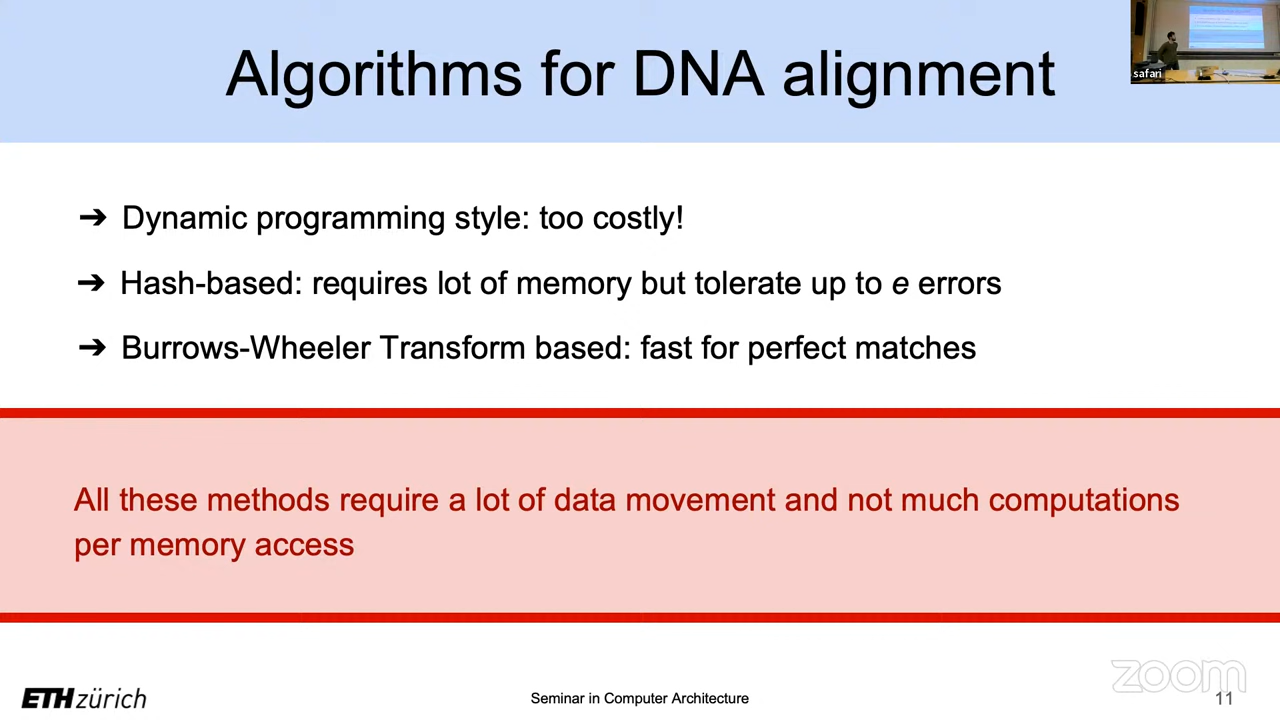 Algorithms for DNA alignment
safari
➔ Dynamic programming style: too costly!
➔ Hash-based: requires lot of memory but tolerate up to e errors
➔ Burrows-Wheeler Transform based: fast for perfect matches
All these methods require a lot of data movement and not much computations
per memory access
ETH zürich
Seminar in Computer Architecture
zoom
11